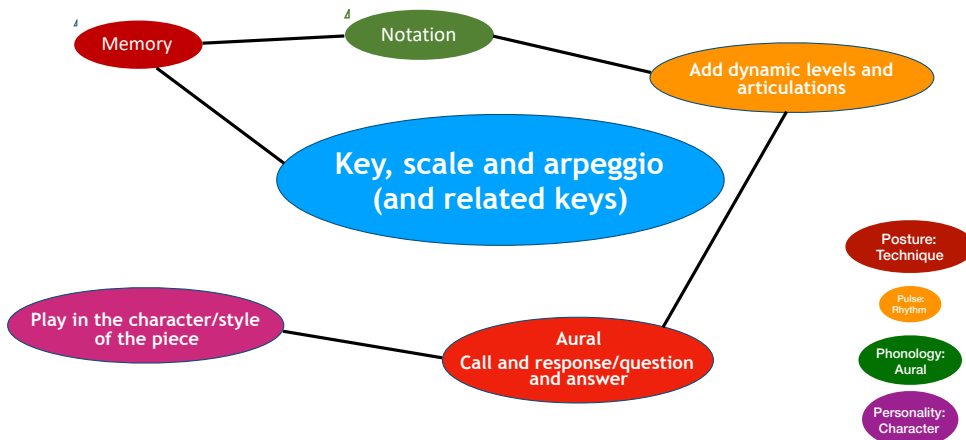 Memory
Notation
Add dynamic levels and
articulations
Key, scale and arpeggio
(and related keys)
Posture:
Technique
Pulse:
Rhythm
Play in the character/style
of the piece
Aural
Call and response/question
and answer
Phonology:
Aural
Personality:
Character